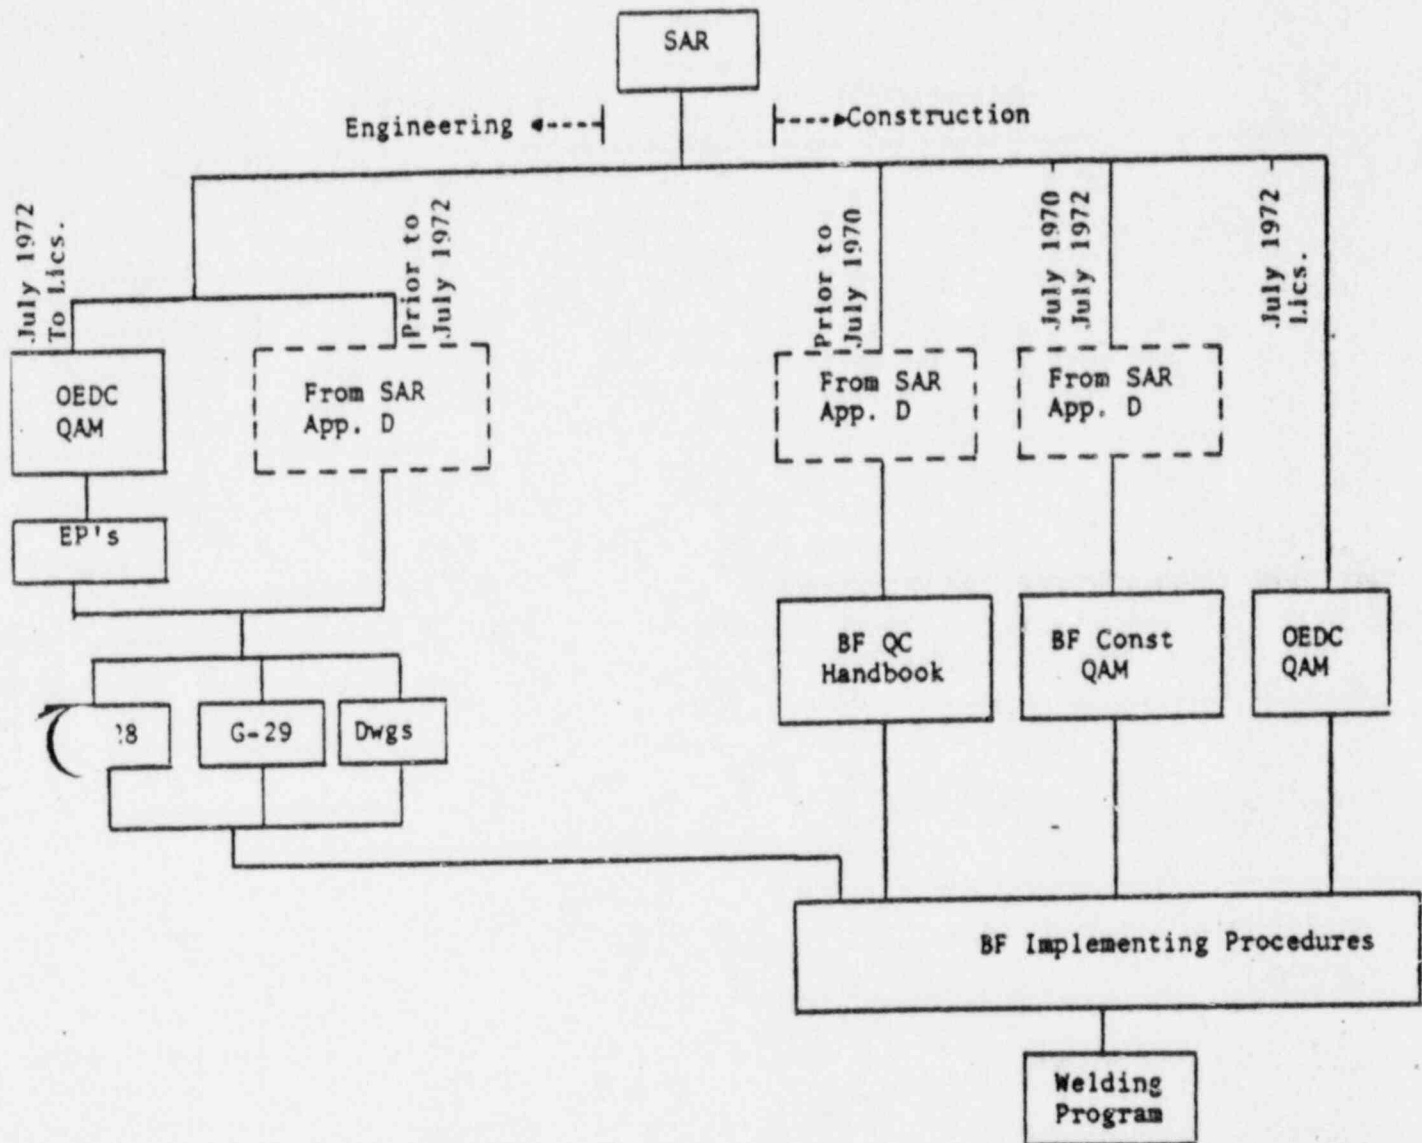 SAR
Engineering
Construction
July 1972
To Lics.
Prior to
July 1972
Prior to
July 1970
July 1970
July 1972
July 1972
Lics.
OEDC
QAM
From SAR
App. D
From SAR
App. D
From SAR
App. D
EP's
BF QC
Handbook
BF Const
QAM
OEDC
QAM
G-29
Dwgs
BF Implementing Procedures
Welding
Program